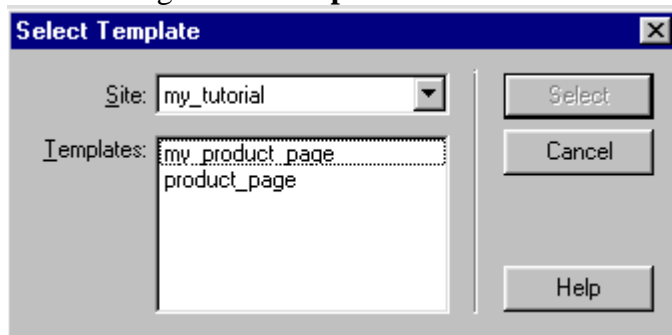 Select Template
Site: my_tutorial
Select
Templates: my_product_page
product_page
Cancel
Help